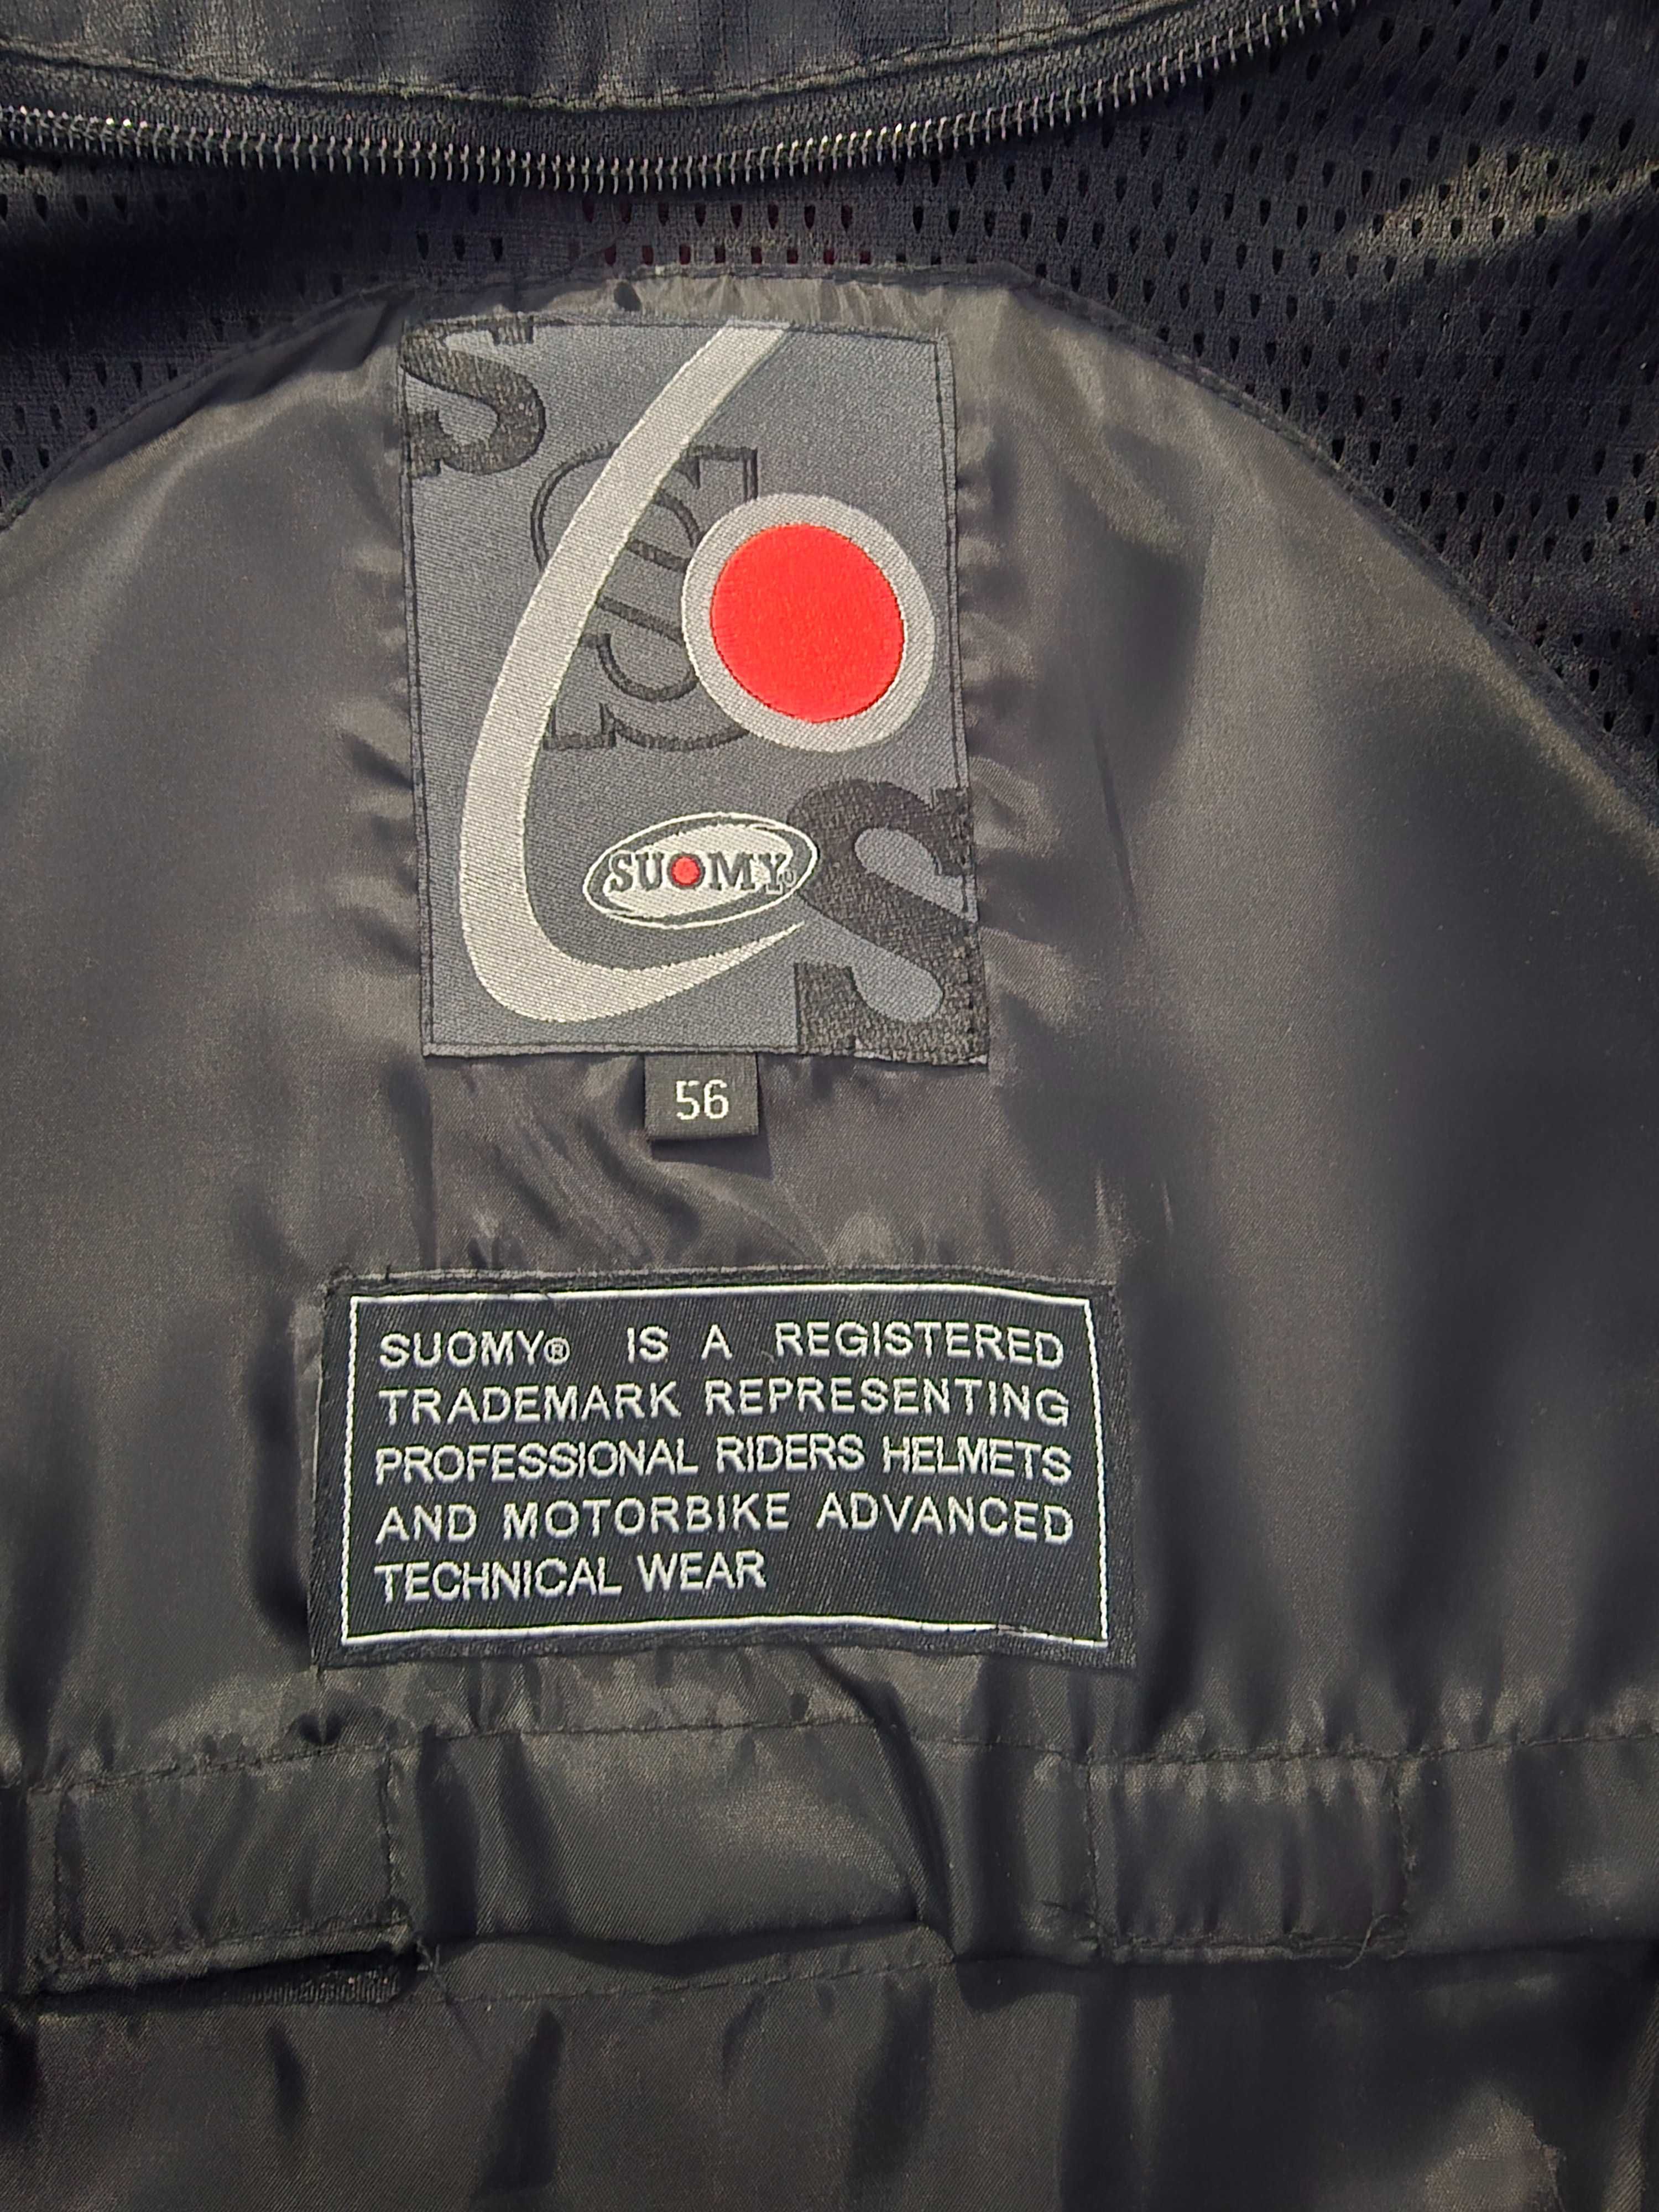 S
S
SUOMY
S
56
SUOMY® IS A REGISTERED
TRADEMARK REPRESENTING
PROFESSIONAL RIDERS HELMETS
AND MOTORBIKE ADVANCED
TECHNICAL WEAR